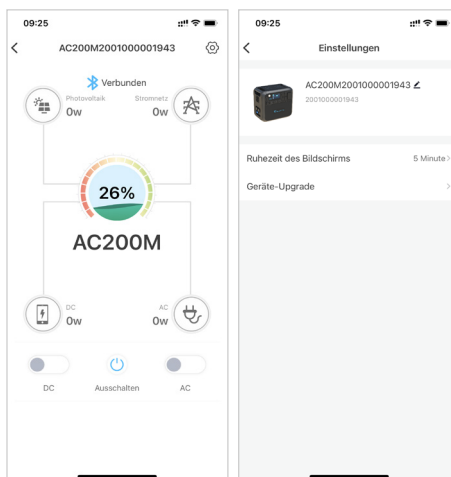 09:25
AC200M2001000001943
Verbunden
Photovoltaik
0w
Stromnetz
0w
26%
AC200M
DC
0w
AC
0w
DC
Ausschalten
AC
09:25
Einstellungen
AC200M2001000001943
2001000001943
Ruhezeit des Bildschirms 5 Minute
Geräte-Upgrade